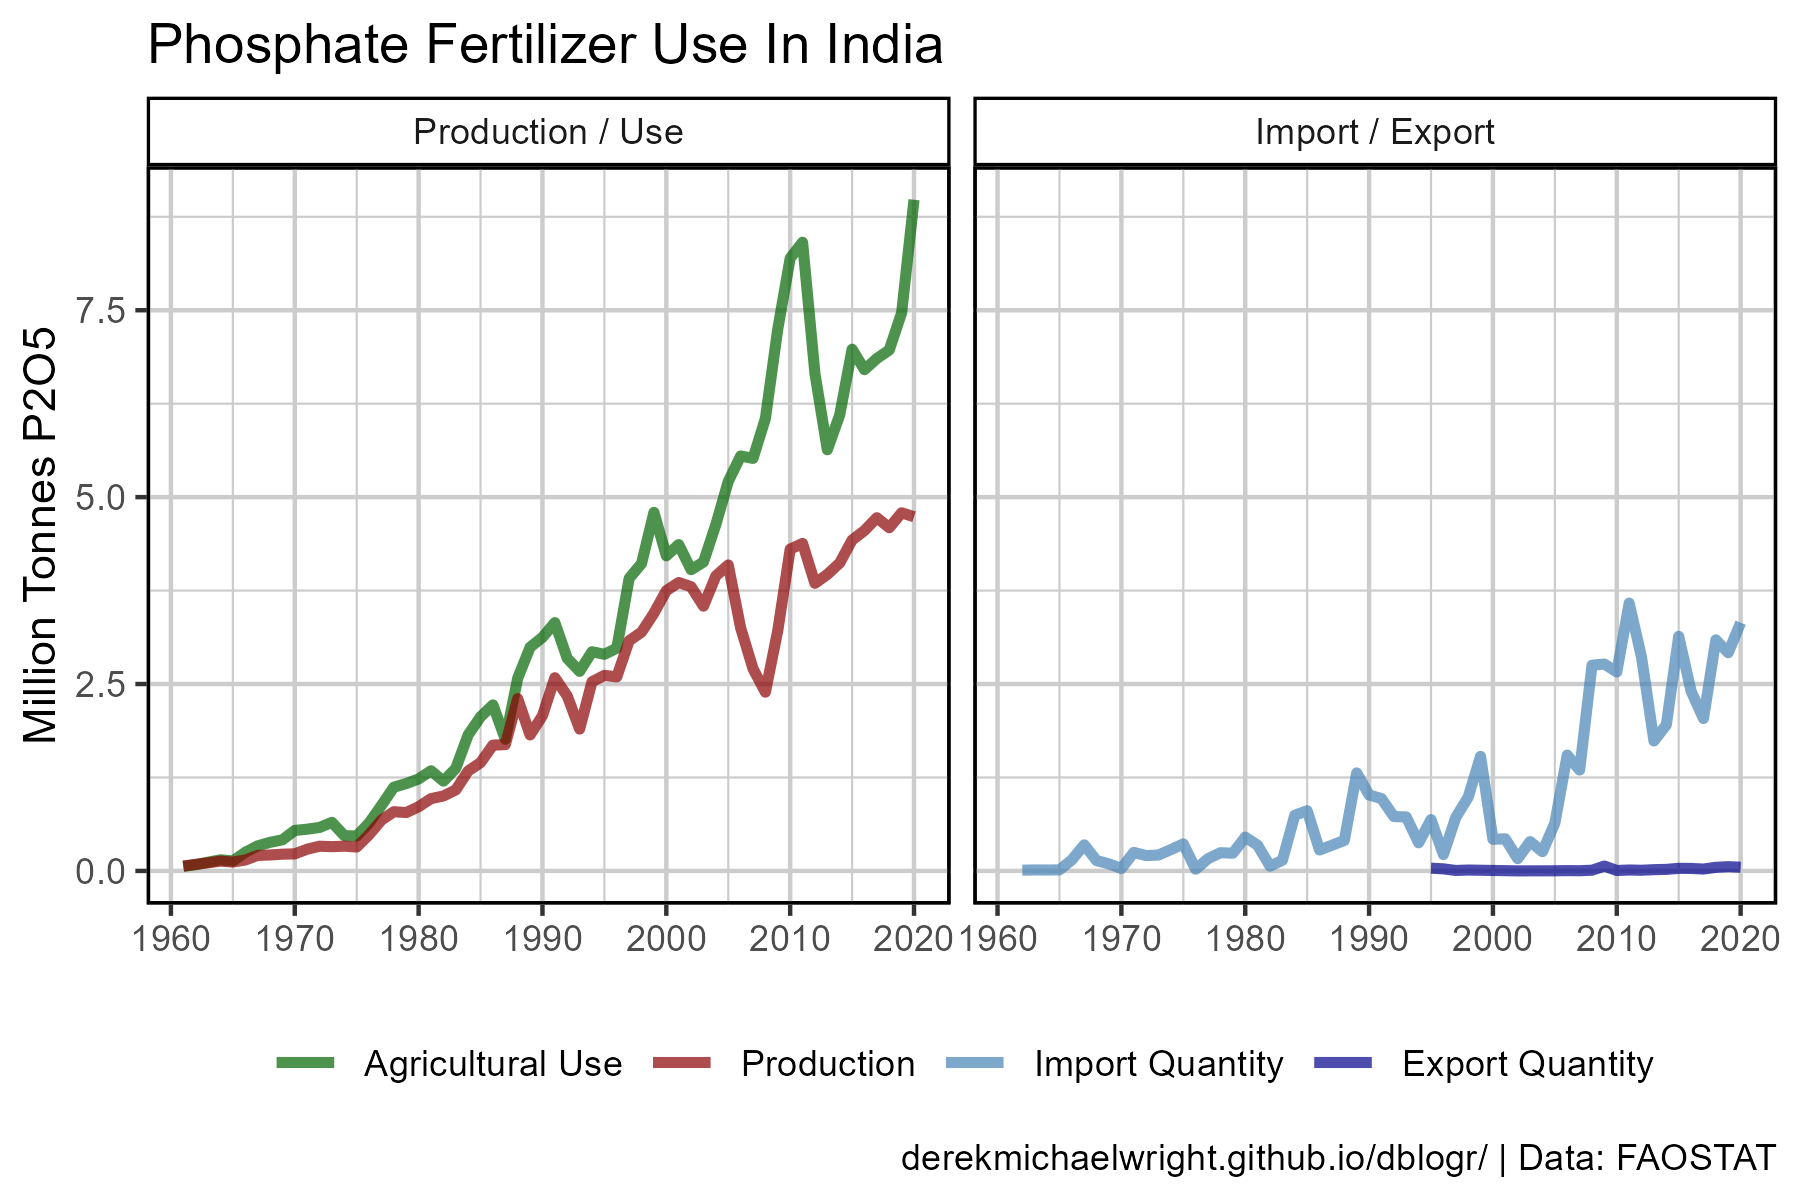 Phosphate Fertilizer Use In India
Production / Use
Import / Export
Million Tonnes P2O5
7.5
5.0
2.5
0.0
1960 1970 1980 1990 2000 2010 2020
1960 1970 1980 1990 2000 2010 2020
Agricultural Use Production Import Quantity Export Quantity
derekmichaelwright.github.io/dblogr/ | Data: FAOSTAT